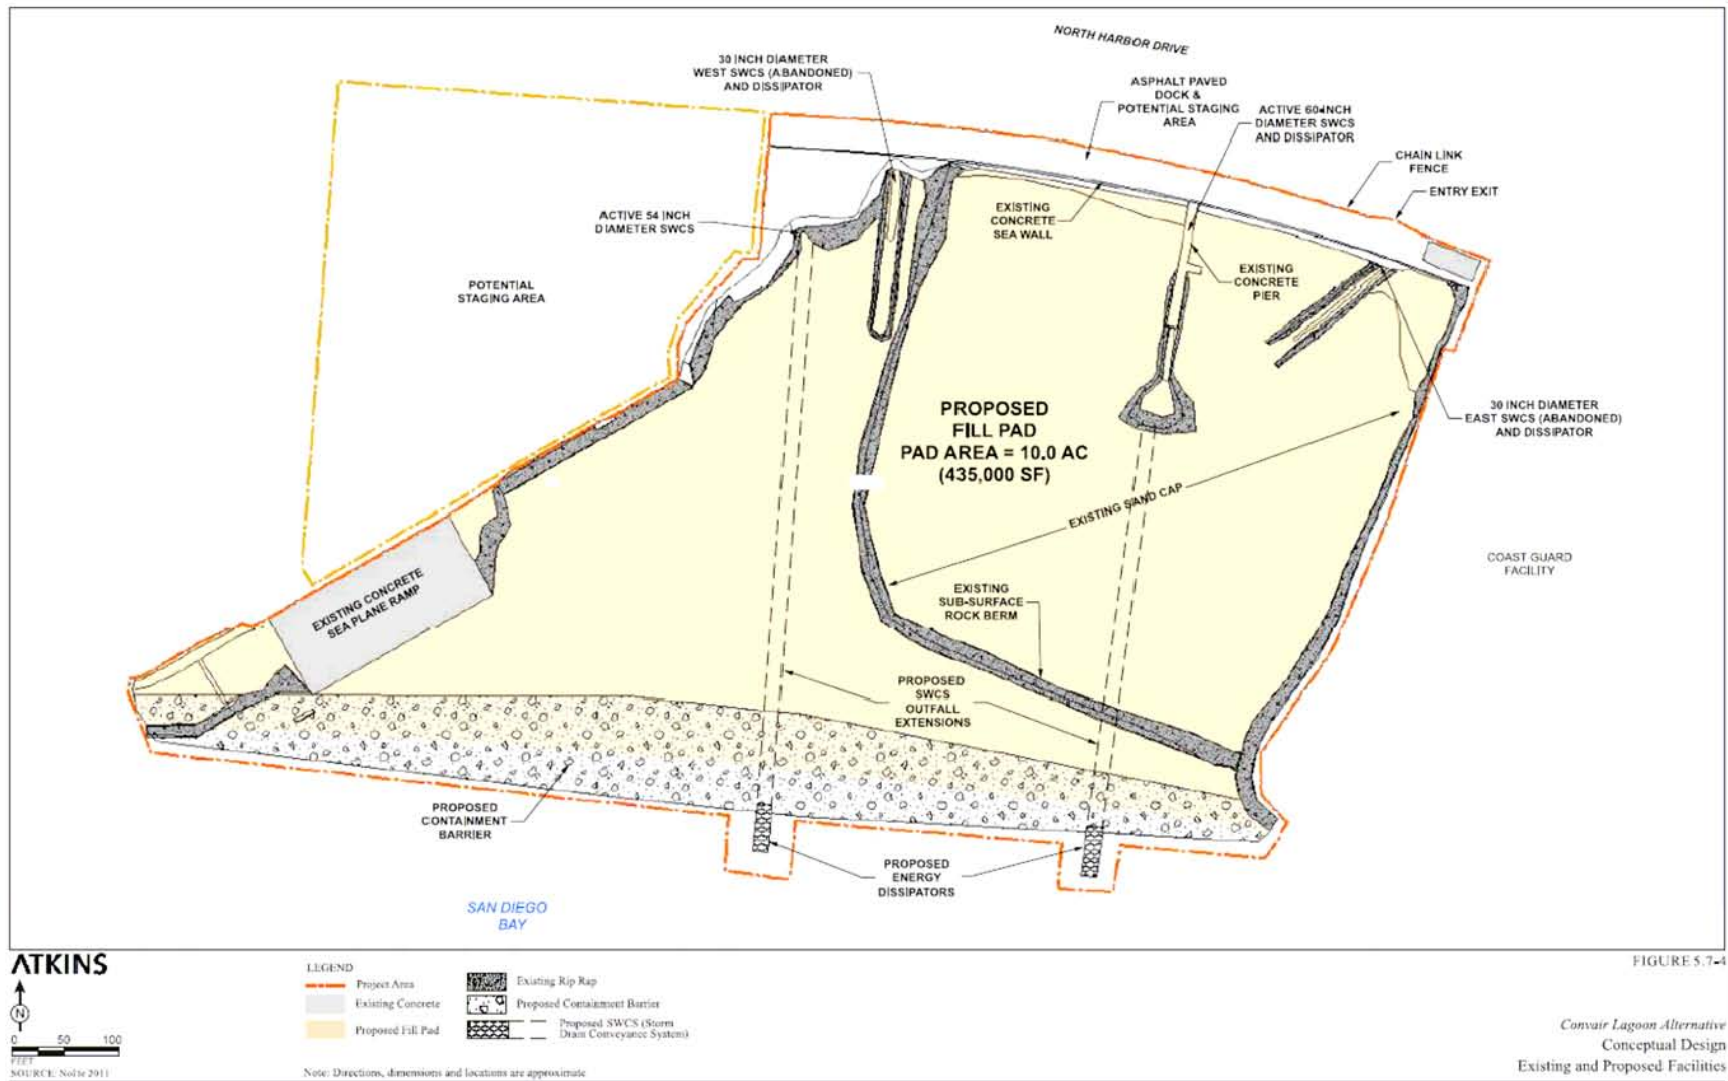 NORTH HARBOR DRIVE
30 INCH DIAMETER
WEST SWCS (ABANDONED)
AND DISSIPATOR
ASPHALT PAVED
DOCK &
POTENTIAL STAGING
AREA
ACTIVE 60-INCH
DIAMETER SWCS
AND DISSIPATOR
CHAIN LINK
FENCE
ENTRY EXIT
ACTIVE 54 INCH
DIAMETER SWCS
EXISTING
CONCRETE
SEA WALL
EXISTING
CONCRETE
PIER
POTENTIAL
STAGING AREA
PROPOSED
FILL PAD
PAD AREA = 10.0 AC
(435,000 SF)
30 INCH DIAMETER
EAST SWCS (ABANDONED)
AND DISSIPATOR
EXISTING SAND CAP
COAST GUARD
FACILITY
EXISTING CONCRETE
SEA PLANE RAMP
EXISTING
SUB-SURFACE
ROCK BERM
PROPOSED
SWCS
OUTFALL
EXTENSIONS
PROPOSED
CONTAINMENT
BARRIER
PROPOSED
ENERGY
DISSIPATORS
SAN DIEGO
BAY
ATKINS
N
0 50 100
FEET
SOURCE: Nolte 2011
LEGEND
Project Area
Existing Concrete
Proposed Fill Pad
Existing Rip Rap
Proposed Containment Barrier
Proposed SWCS (Storm
Drain Conveyance System)
Note: Directions, dimensions and locations are approximate
FIGURE 5.7-4
Convair Lagoon Alternative
Conceptual Design
Existing and Proposed Facilities